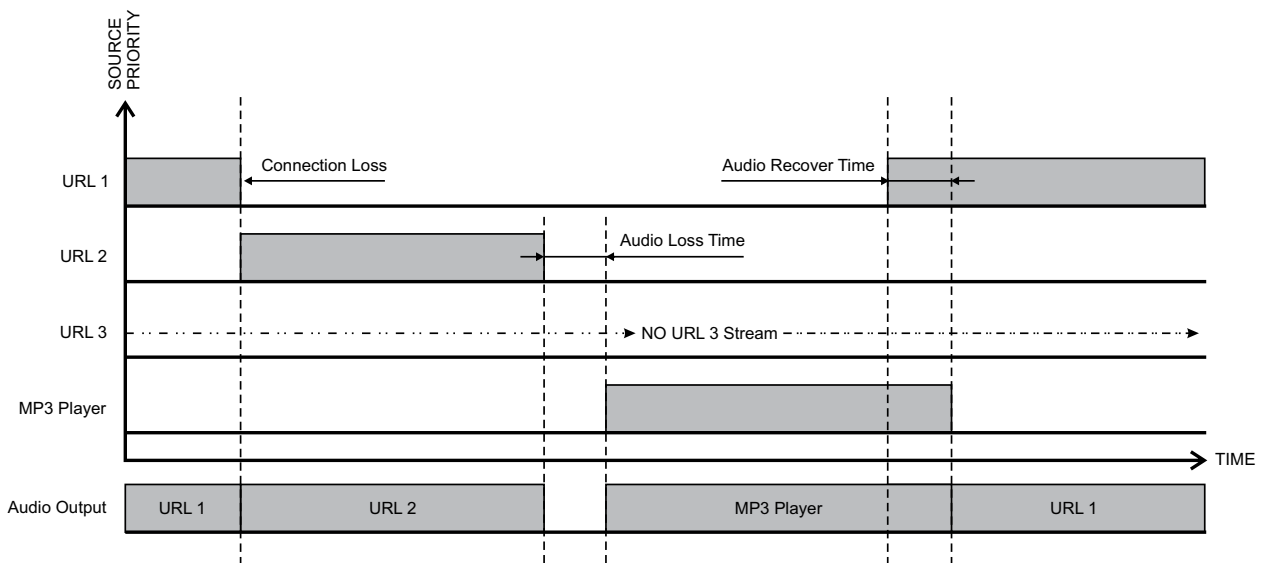 SOURCE
PRIORITY
URL 1
Connection Loss
Audio Recover Time
URL 2
Audio Loss Time
URL 3
NO URL 3 Stream
MP3 Player
TIME
Audio Output
URL 1
URL 2
MP3 Player
URL 1